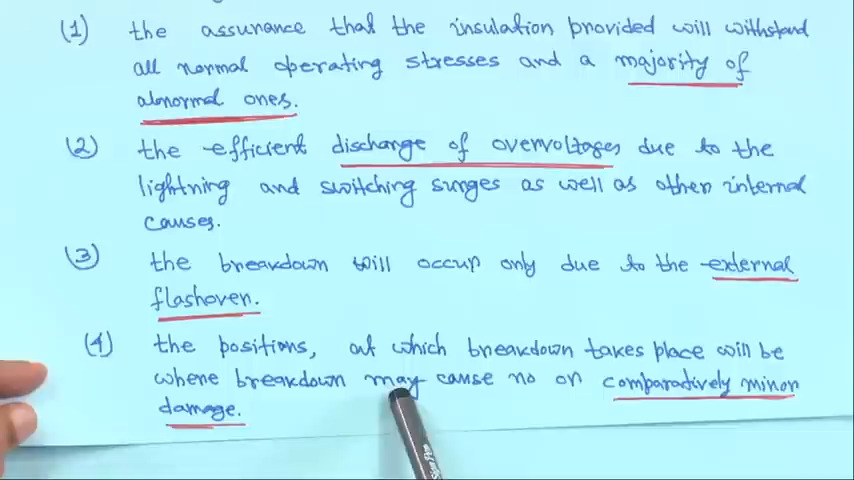 (1) the assurance that the insulation provided will withstand
all normal operating stresses and a majority of
abnormal ones.
(2) the efficient discharge of overvoltages due to the
lightning and switching surges as well as other internal
causes.
(3) the breakdown will occur only due to the external
flashover.
(4) the positions, at which breakdown takes place will be
where breakdown may cause no or comparatively minor
damage.